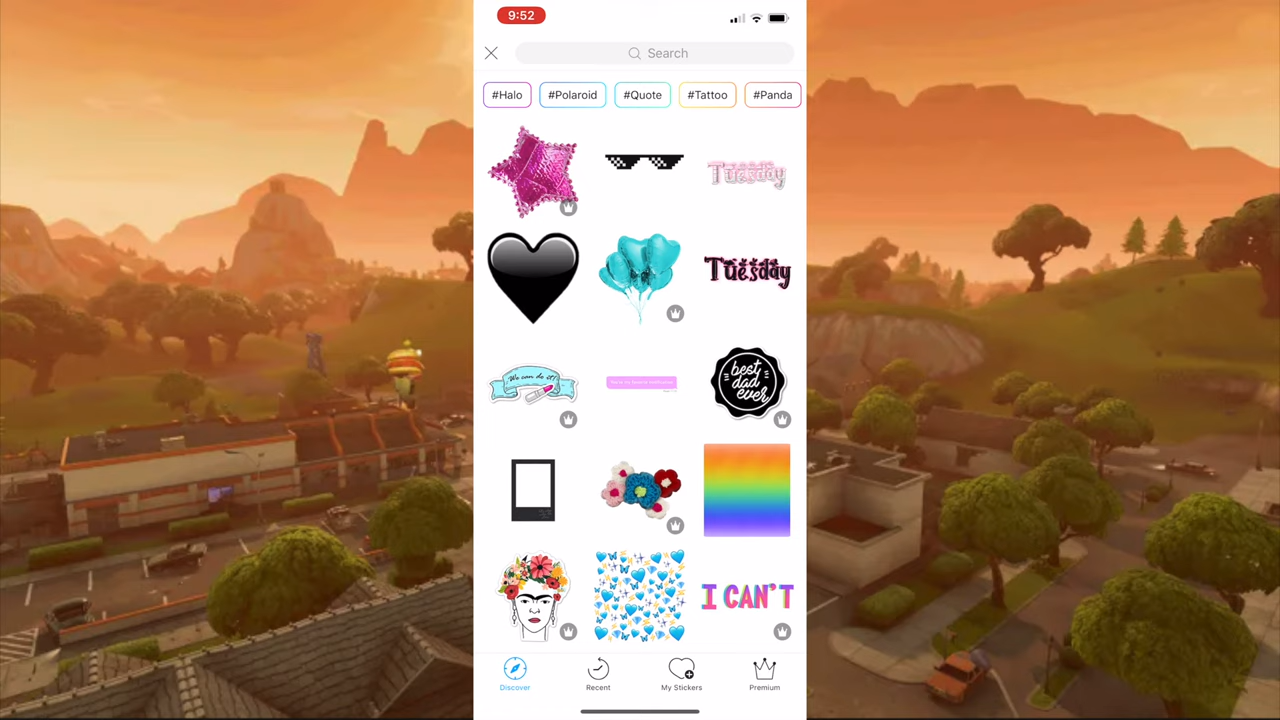 9:52
Search
#Halo #Polaroid #Quote #Tattoo #Panda
Tuesday
Tuesday
We can do it!
best
dad
ever
I CAN'T
Discover Recent My Stickers Premium